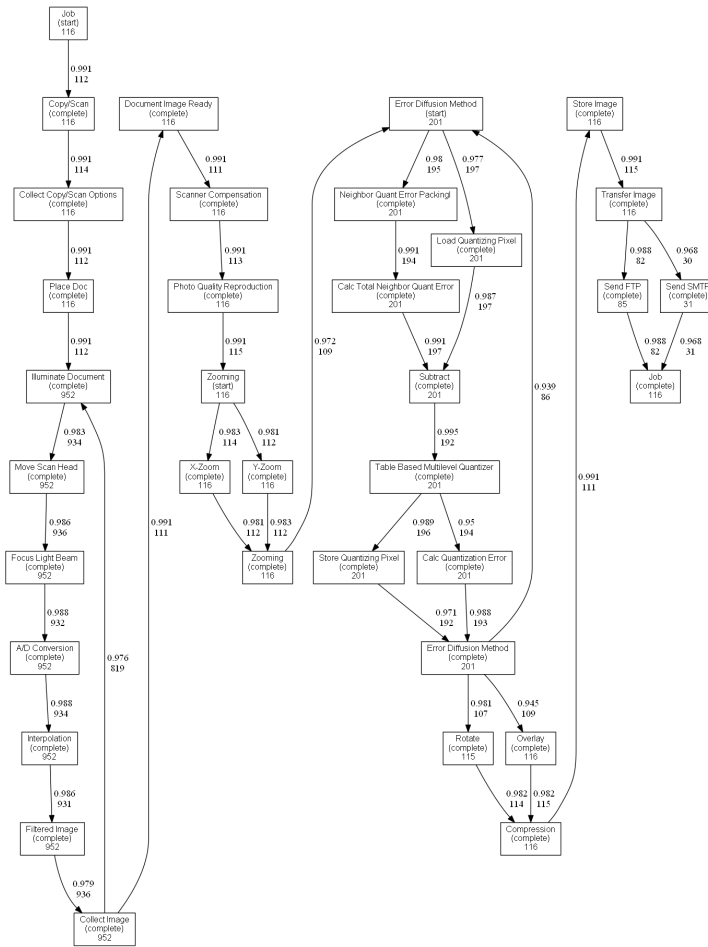 Job
(start)
116
0.991
112
Copy/Scan
(complete)
116
0.991
114
Collect Copy/Scan Options
(complete)
116
0.991
112
Place Doc
(complete)
116
0.991
112
Illuminate Document
(complete)
952
0.983
934
Move Scan Head
(complete)
952
0.986
936
Focus Light Beam
(complete)
952
0.988
932
A/D Conversion
(complete)
952
0.988
934
Interpolation
(complete)
952
0.986
931
Filtered Image
(complete)
952
0.979
936
Collect Image
(complete)
952
0.976
819
0.991
111
Document Image Ready
(complete)
116
0.991
111
Scanner Compensation
(complete)
116
0.991
113
Photo Quality Reproduction
(complete)
116
0.991
115
Zooming
(start)
116
0.983
114
0.981
112
X-Zoom
(complete)
116
Y-Zoom
(complete)
116
0.981
112
0.983
112
Zooming
(complete)
116
0.972
109
Error Diffusion Method
(start)
201
0.98
195
0.977
197
Neighbor Quant Error Packingl
(complete)
201
Load Quantizing Pixel
(complete)
201
0.991
194
0.987
197
Calc Total Neighbor Quant Error
(complete)
201
0.991
197
Subtract
(complete)
201
0.995
192
Table Based Multilevel Quantizer
(complete)
201
0.989
196
0.95
194
Store Quantizing Pixel
(complete)
201
Calc Quantization Error
(complete)
201
0.971
192
0.988
193
Error Diffusion Method
(complete)
201
0.939
86
0.981
107
0.945
109
Rotate
(complete)
115
Overlay
(complete)
116
0.982
114
0.982
115
Compression
(complete)
116
0.991
111
Store Image
(complete)
116
0.991
115
Transfer Image
(complete)
116
0.988
82
0.968
30
Send FTP
(complete)
85
Send SMTP
(complete)
31
0.988
82
0.968
31
Job
(complete)
116